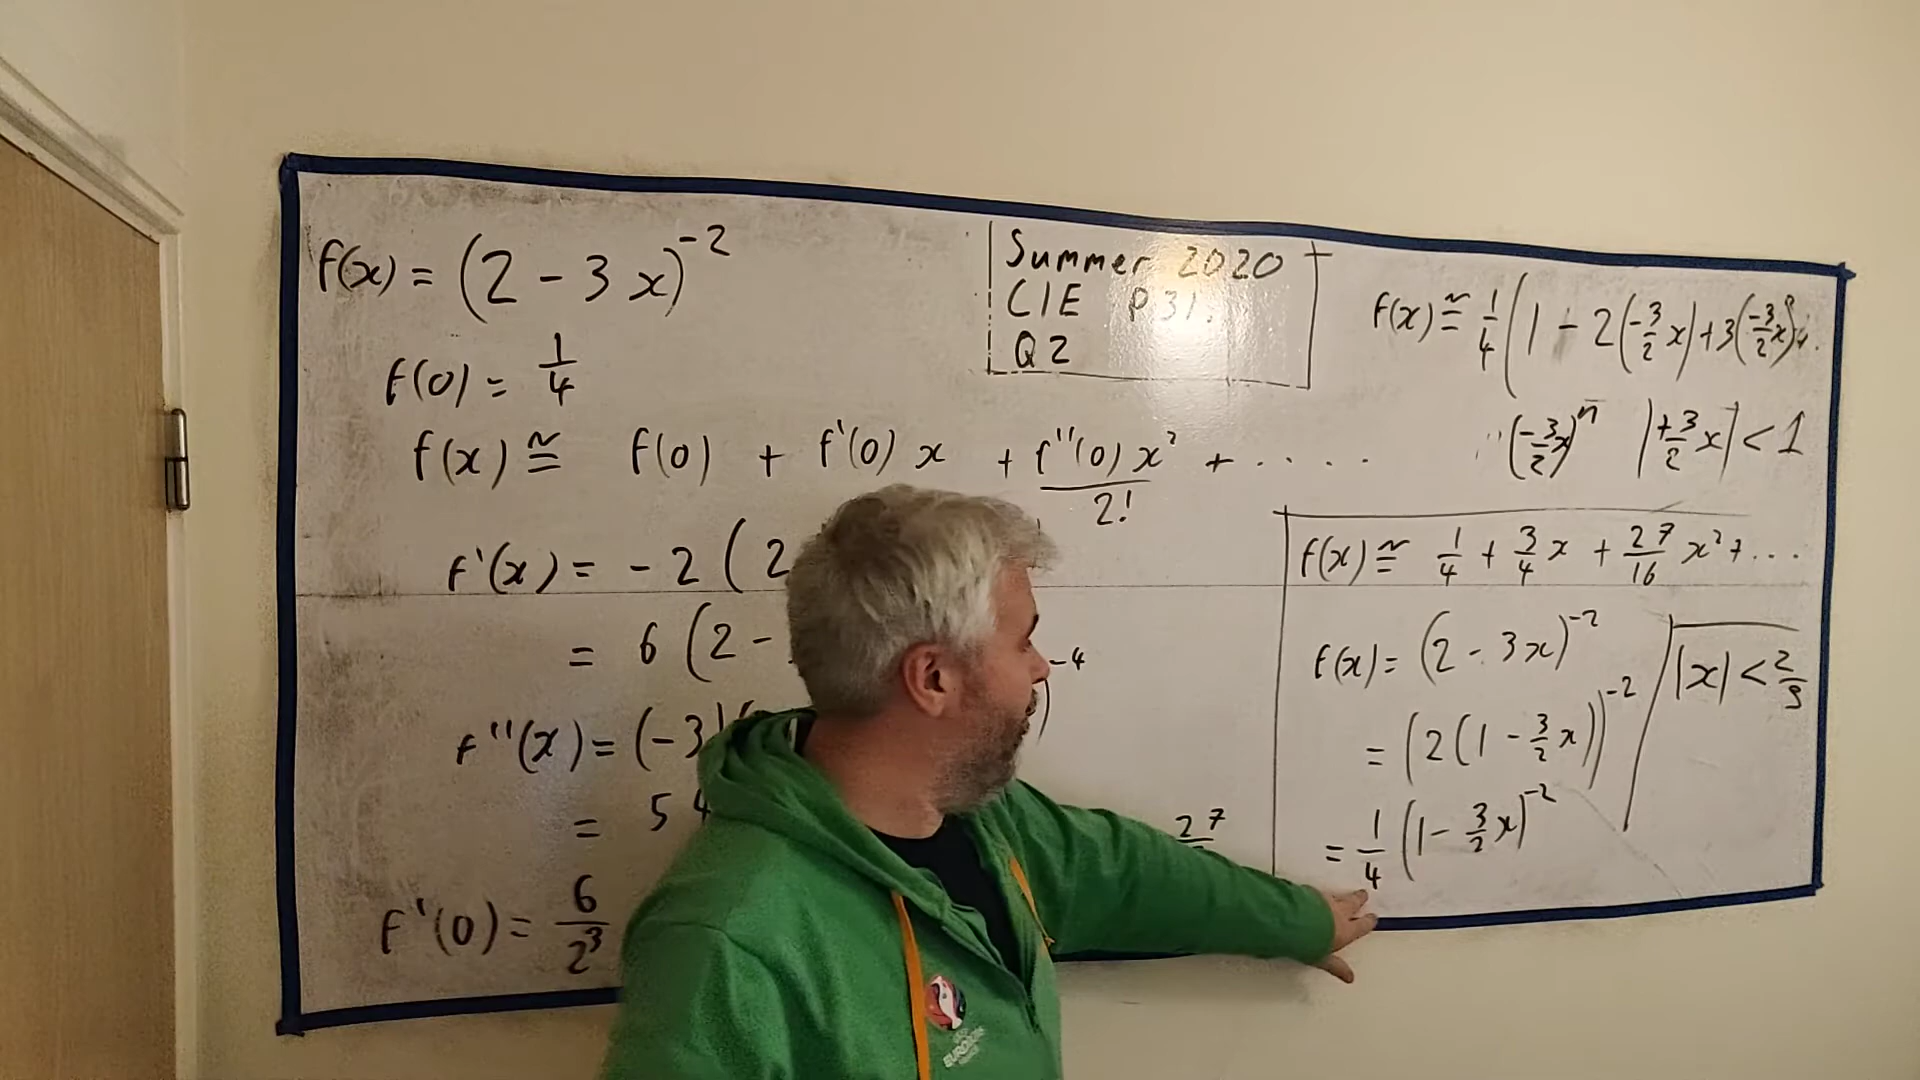 f(x) = (2 - 3x)^-2
f(0) = 1/4
f(x) ≅ f(0) + f'(0) x + f''(0) x²/2! + ....
f'(x) = -2 (2
= 6 (2 -
-4
f''(x) = (-3)(
= 54
27
f'(0) = 6/2³
Summer 2020
CIE P31.
Q2
f(x) ≅ 1/4 (1 - 2(-3/2 x) + 3(-3/2 x)²+.
(-3/2 x)^n |+3/2 x| < 1
f(x) ≅ 1/4 + 3/4 x + 27/16 x² + ...
f(x) = (2 - 3x)^-2
= (2(1 - 3/2 x))^-2
= 1/4 (1 - 3/2 x)^-2
|x| < 2/3
EURO2020